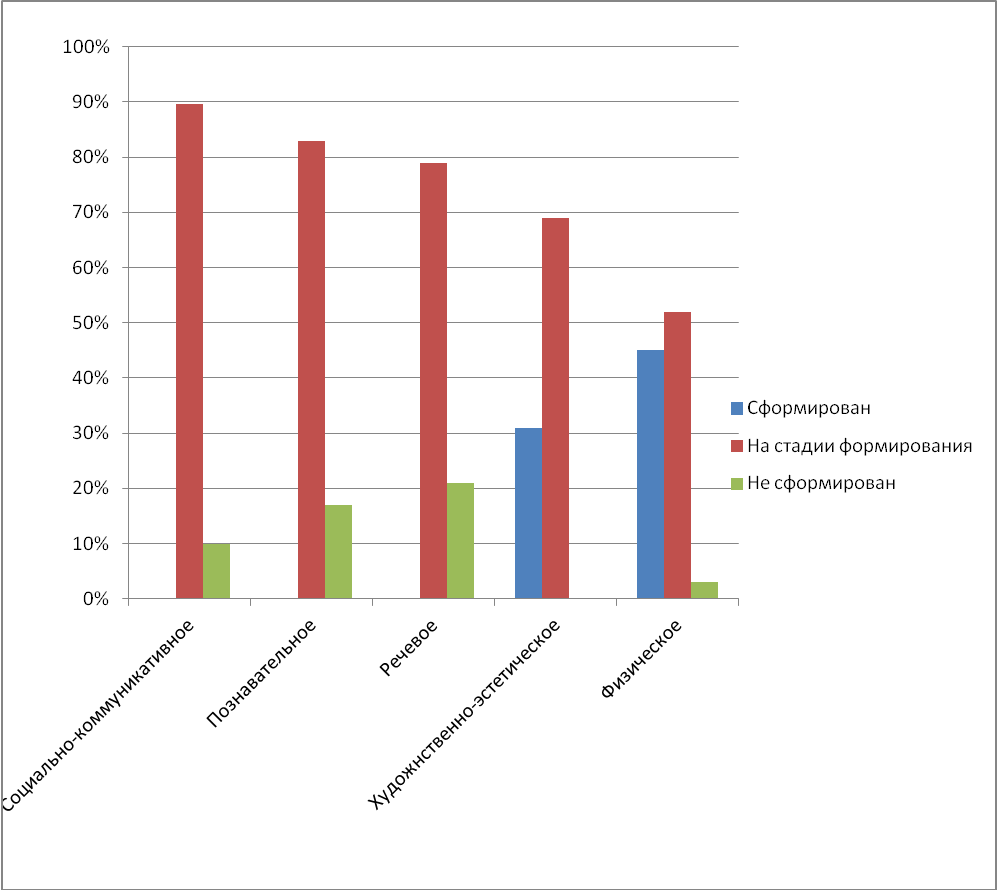 100%
90%
80%
70%
60%
50%
40%
30%
20%
10%
0%
Социально-коммуникативное
Познавательное
Речевое
Художнственно-эстетическое
Физическое
Сформирован
На стадии формирования
Не сформирован